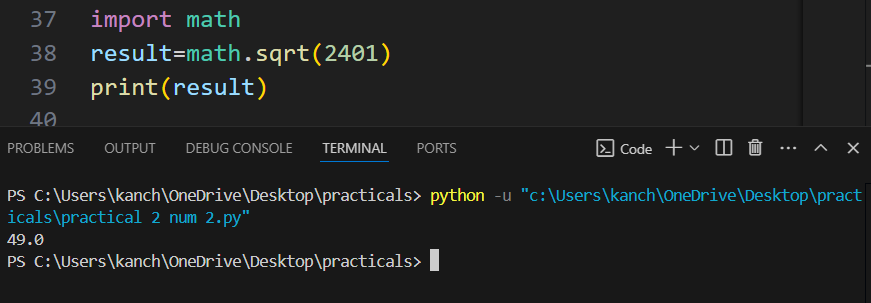 37 import math
38 result=math.sqrt(2401)
39 print(result)
40
PROBLEMS OUTPUT DEBUG CONSOLE TERMINAL PORTS Code
PS C:\Users\kanch\OneDrive\Desktop\practicals> python -u "c:\Users\kanch\OneDrive\Desktop\pract
icals\practical 2 num 2.py"
49.0
PS C:\Users\kanch\OneDrive\Desktop\practicals>